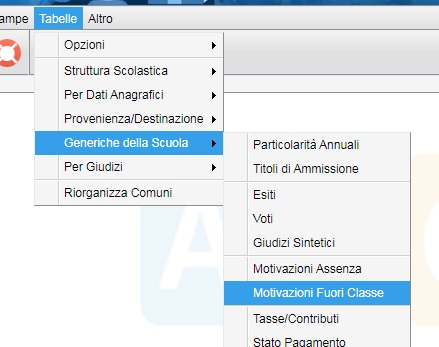 ampe Tabelle Altro
Opzioni
Struttura Scolastica
Per Dati Anagrafici
Provenienza/Destinazione
Generiche della Scuola
Per Giudizi
Riorganizza Comuni
Particolarità Annuali
Titoli di Ammissione
Esiti
Voti
Giudizi Sintetici
Motivazioni Assenza
Motivazioni Fuori Classe
Tasse/Contributi
Stato Pagamento